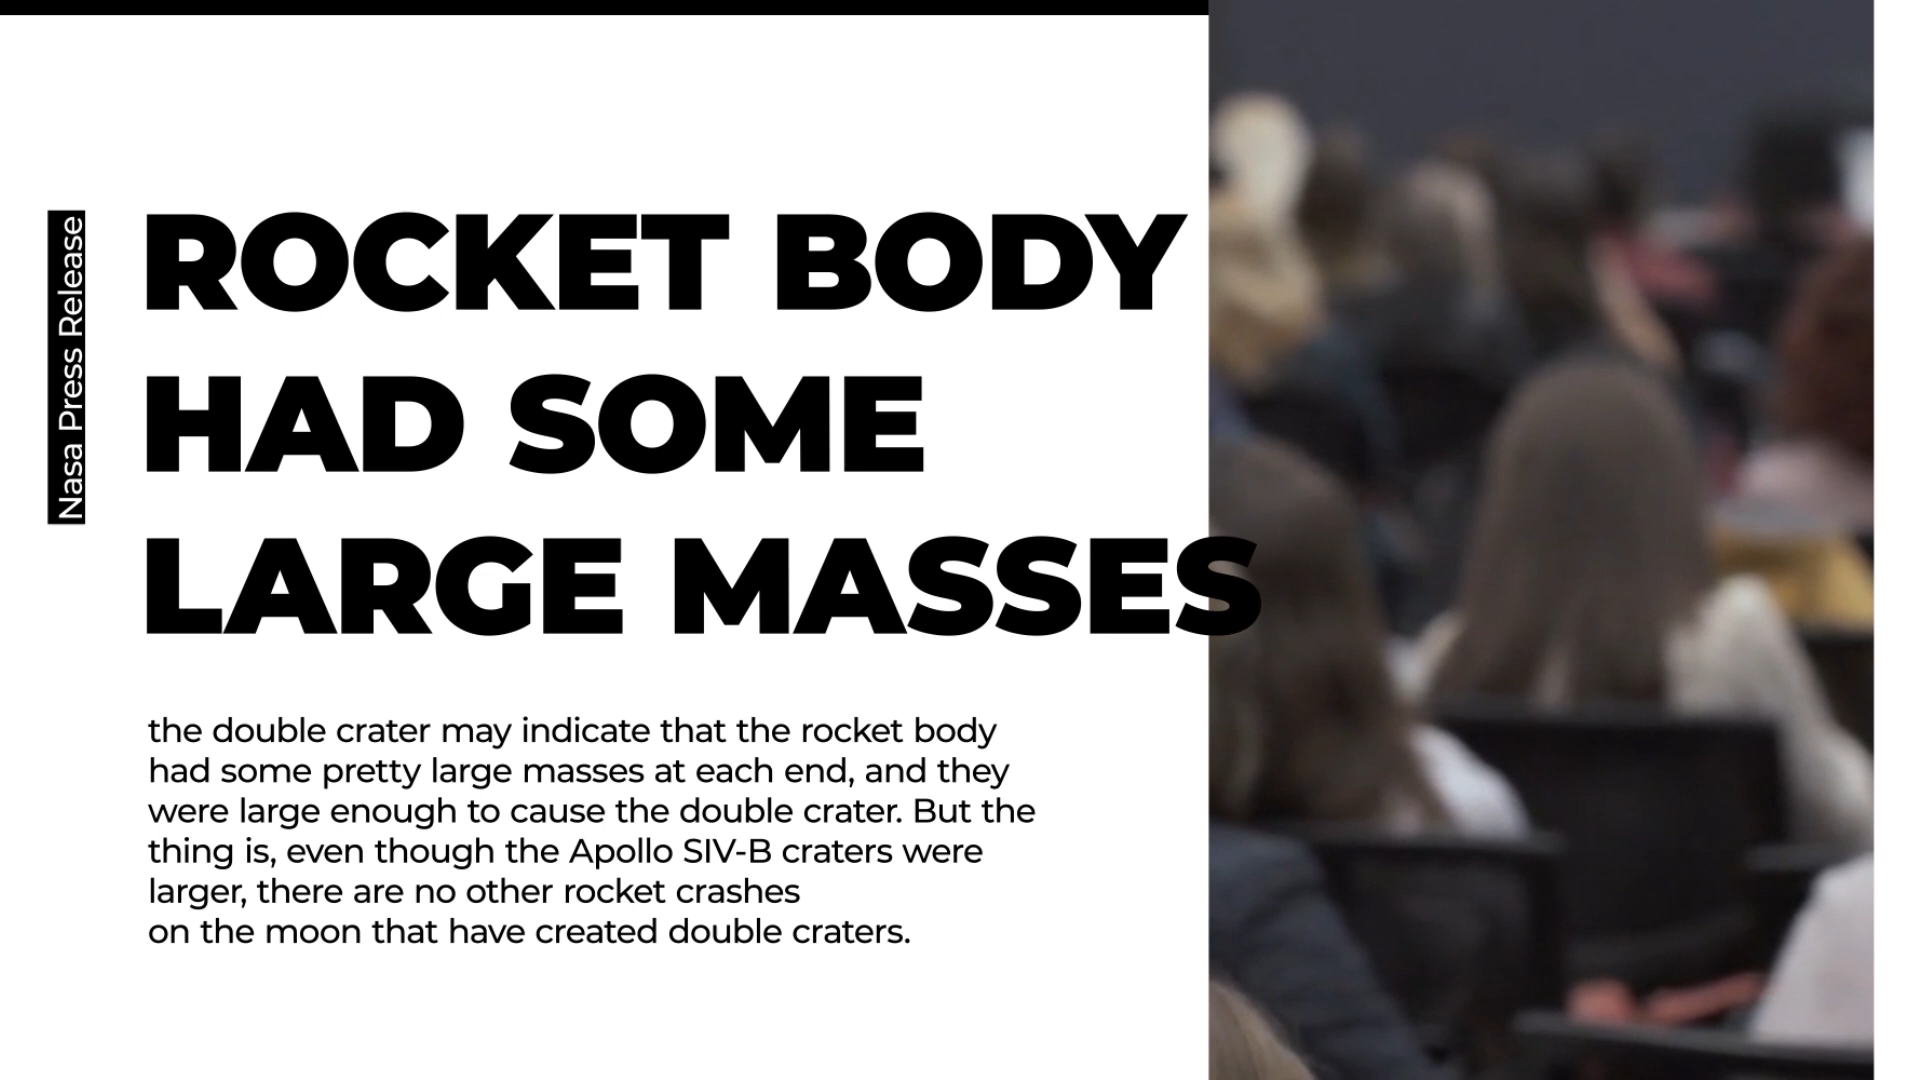 Nasa Press Release
ROCKET BODY
HAD SOME
LARGE MASSES
the double crater may indicate that the rocket body
had some pretty large masses at each end, and they
were large enough to cause the double crater. But the
thing is, even though the Apollo SIV-B craters were
larger, there are no other rocket crashes
on the moon that have created double craters.